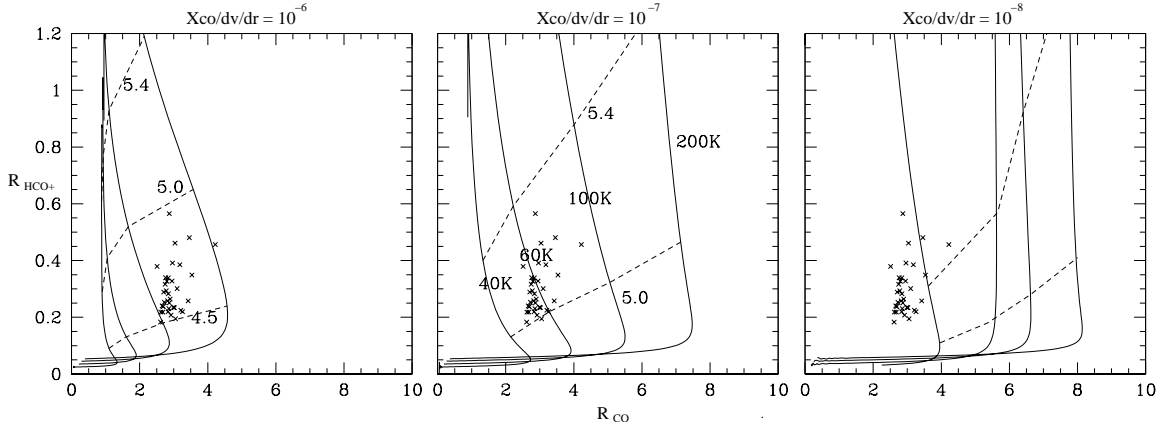 Xco/dv/dr = 10⁻⁶
Xco/dv/dr = 10⁻⁷
Xco/dv/dr = 10⁻⁸
R HCO+
1.2
1
0.8
0.6
0.4
0.2
0
5.4
5.0
4.5
0 2 4 6 8 10
5.4
200K
100K
60K
40K
5.0
0 2 4 6 8 10
0 2 4 6 8 10
R CO